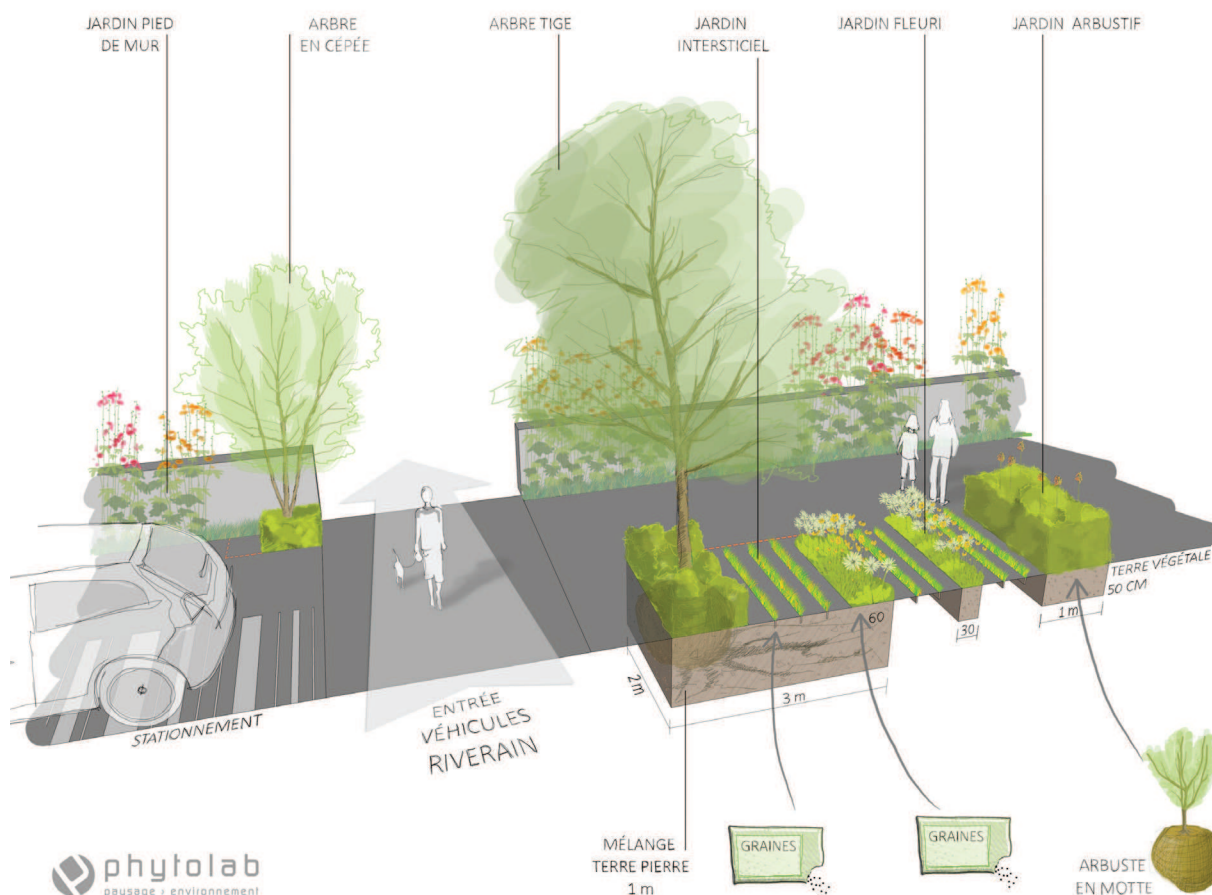 JARDIN PIED
DE MUR
ARBRE
EN CÉPÉE
ARBRE TIGE
JARDIN
INTERSTICIEL
JARDIN FLEURI
JARDIN ARBUSTIF
TERRE VÉGÉTALE
50 CM
1 m
60
30
2 m
3 m
STATIONNEMENT
ENTRÉE
VÉHICULES
RIVERAIN
MÉLANGE
TERRE PIERRE
1 m
GRAINES
GRAINES
ARBUSTE
EN MOTTE
phytolab
paysage > environnement